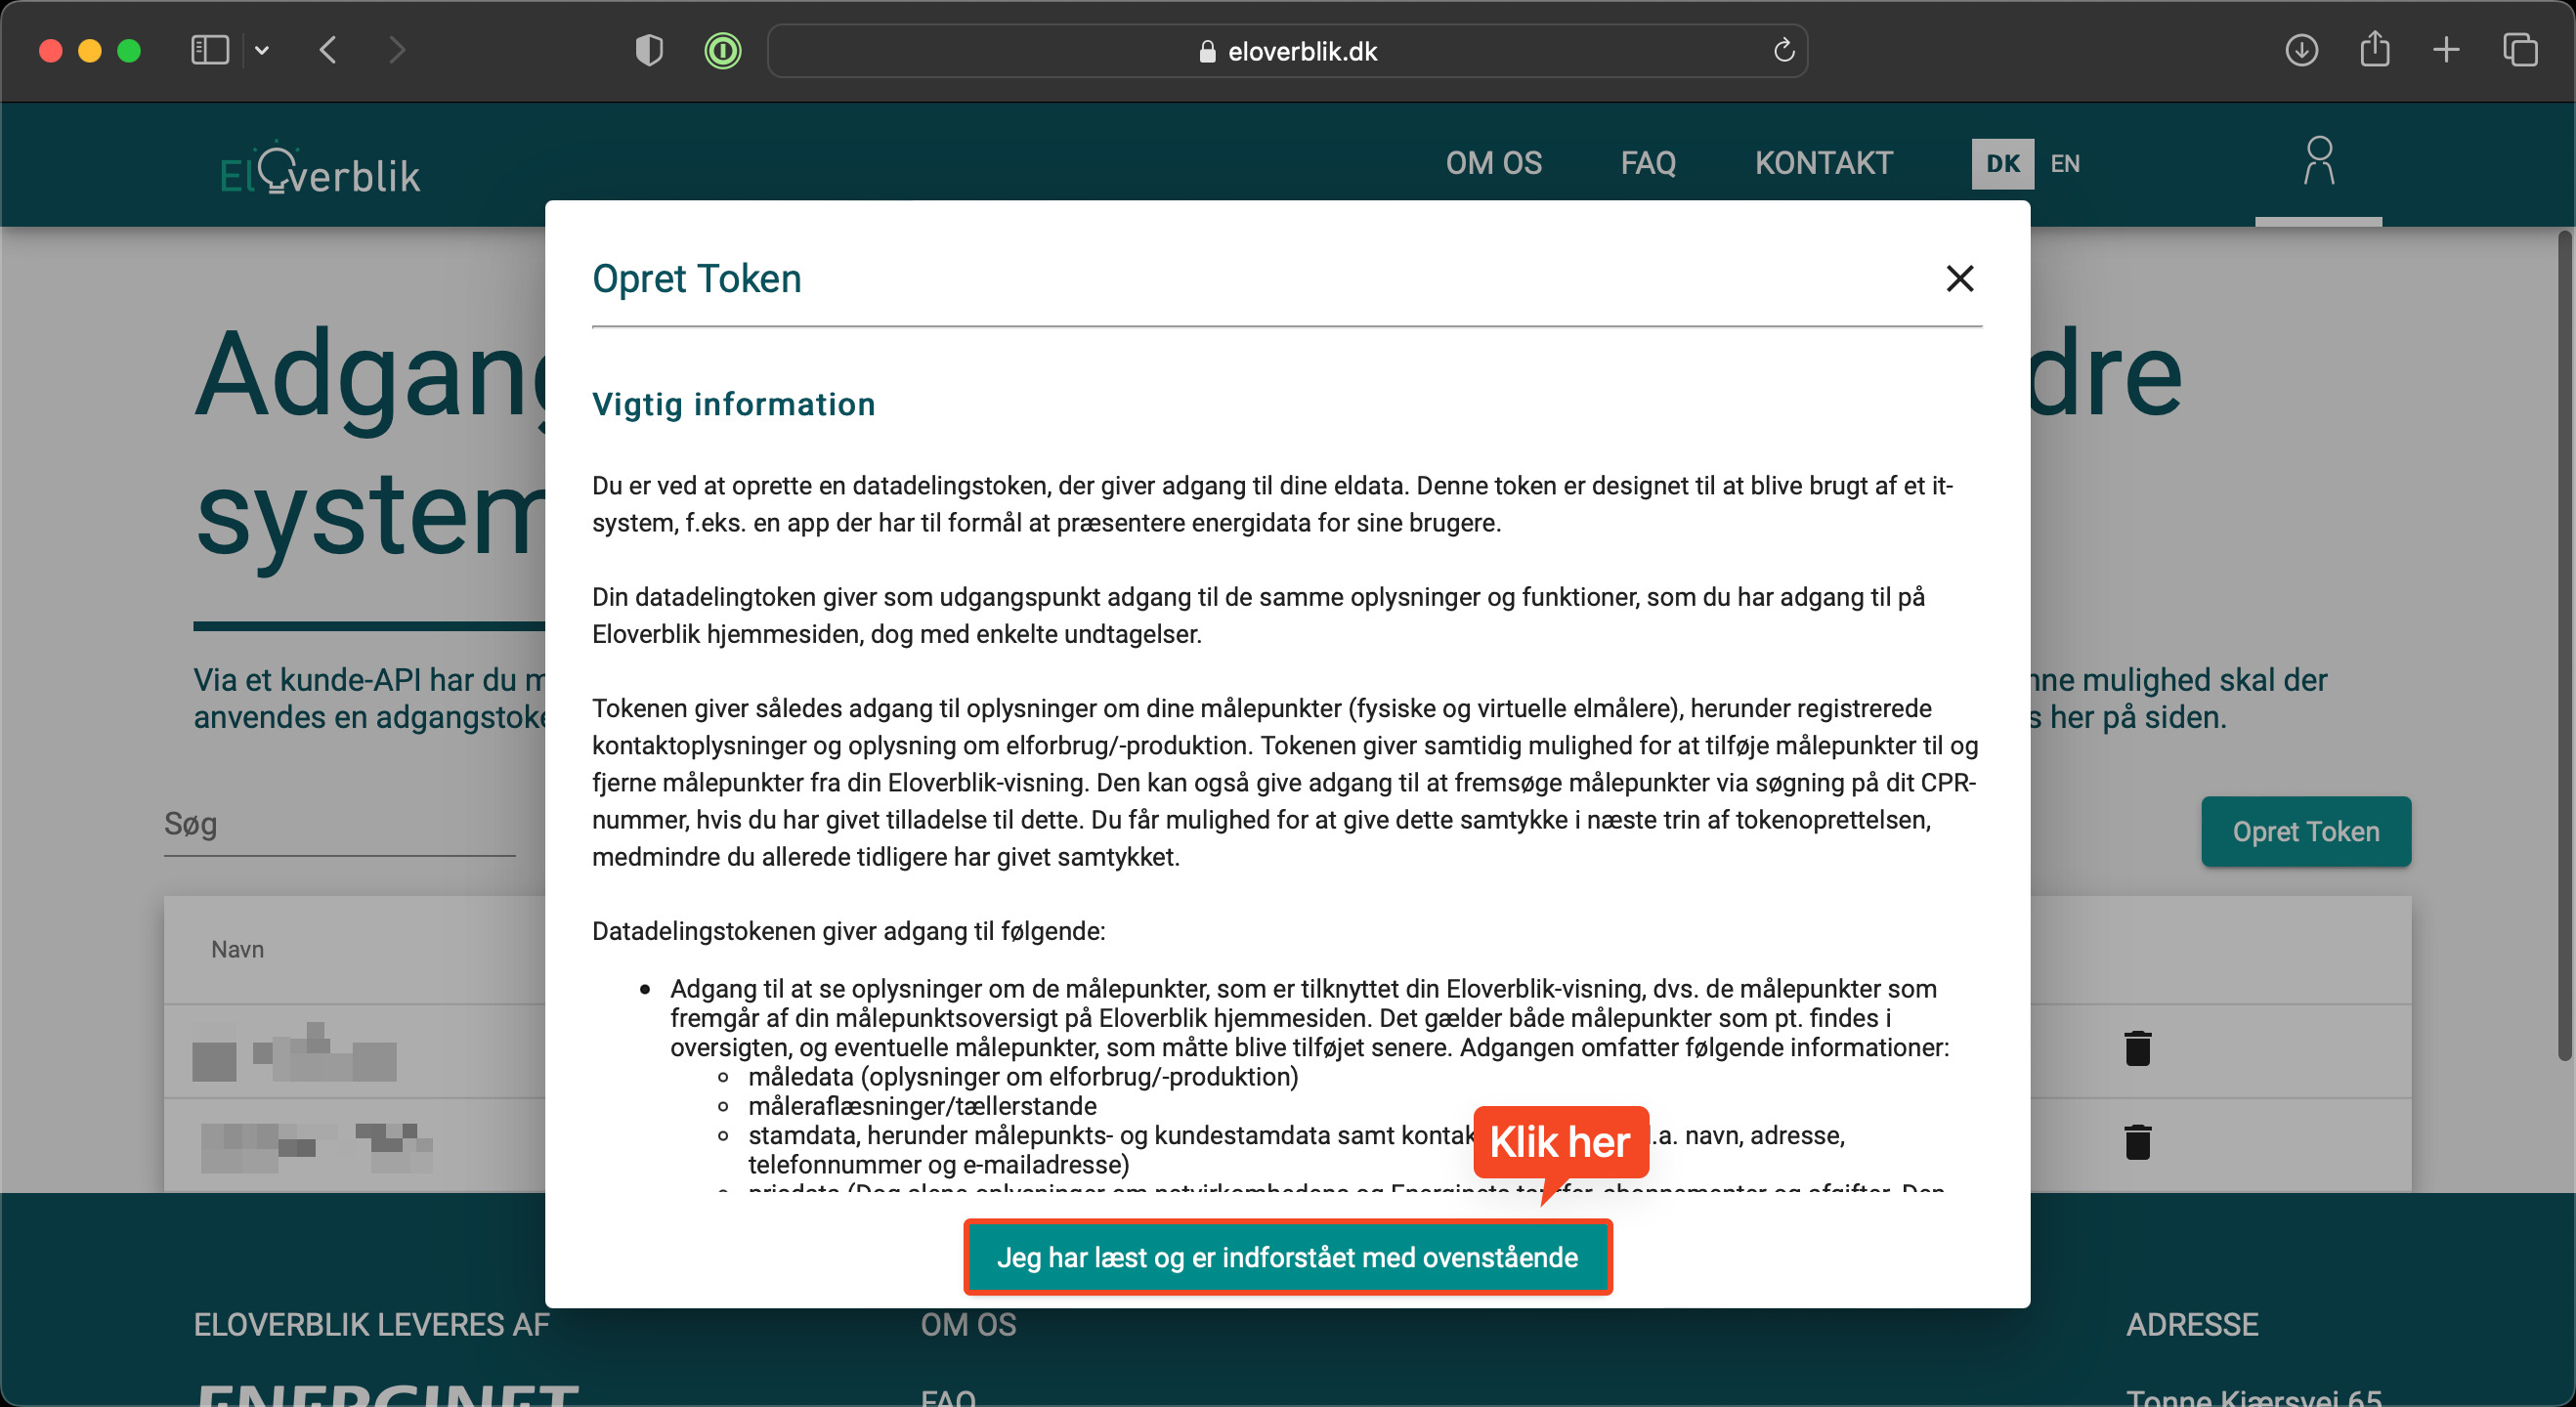 eloverblik.dk
ElOverblik
OM OS
FAQ
KONTAKT
DK
EN
Adgang
dre
system
Via et kunde-API har du m
nne mulighed skal der
anvendes en adgangstoke
s her på siden.
Søg
Opret Token
Navn
Opret Token
Vigtig information
Du er ved at oprette en datadelingstoken, der giver adgang til dine eldata. Denne token er designet til at blive brugt af et it-
system, f.eks. en app der har til formål at præsentere energidata for sine brugere.
Din datadelingtoken giver som udgangspunkt adgang til de samme oplysninger og funktioner, som du har adgang til på
Eloverblik hjemmesiden, dog med enkelte undtagelser.
Tokenen giver således adgang til oplysninger om dine målepunkter (fysiske og virtuelle elmålere), herunder registrerede
kontaktoplysninger og oplysning om elforbrug/-produktion. Tokenen giver samtidig mulighed for at tilføje målepunkter til og
fjerne målepunkter fra din Eloverblik-visning. Den kan også give adgang til at fremsøge målepunkter via søgning på dit CPR-
nummer, hvis du har givet tilladelse til dette. Du får mulighed for at give dette samtykke i næste trin af tokenoprettelsen,
medmindre du allerede tidligere har givet samtykket.
Datadelingstokenen giver adgang til følgende:
Adgang til at se oplysninger om de målepunkter, som er tilknyttet din Eloverblik-visning, dvs. de målepunkter som
fremgår af din målepunktsoversigt på Eloverblik hjemmesiden. Det gælder både målepunkter som pt. findes i
oversigten, og eventuelle målepunkter, som måtte blive tilføjet senere. Adgangen omfatter følgende informationer:
måledata (oplysninger om elforbrug/-produktion)
måleraflæsninger/tællerstande
stamdata, herunder målepunkts- og kundestamdata samt kontak .a. navn, adresse,
telefonnummer og e-mailadresse)
Klik her
Jeg har læst og er indforstået med ovenstående
ELOVERBLIK LEVERES AF
OM OS
ADRESSE
ENERGINET
FAQ
Tonne Kjærsvej 65